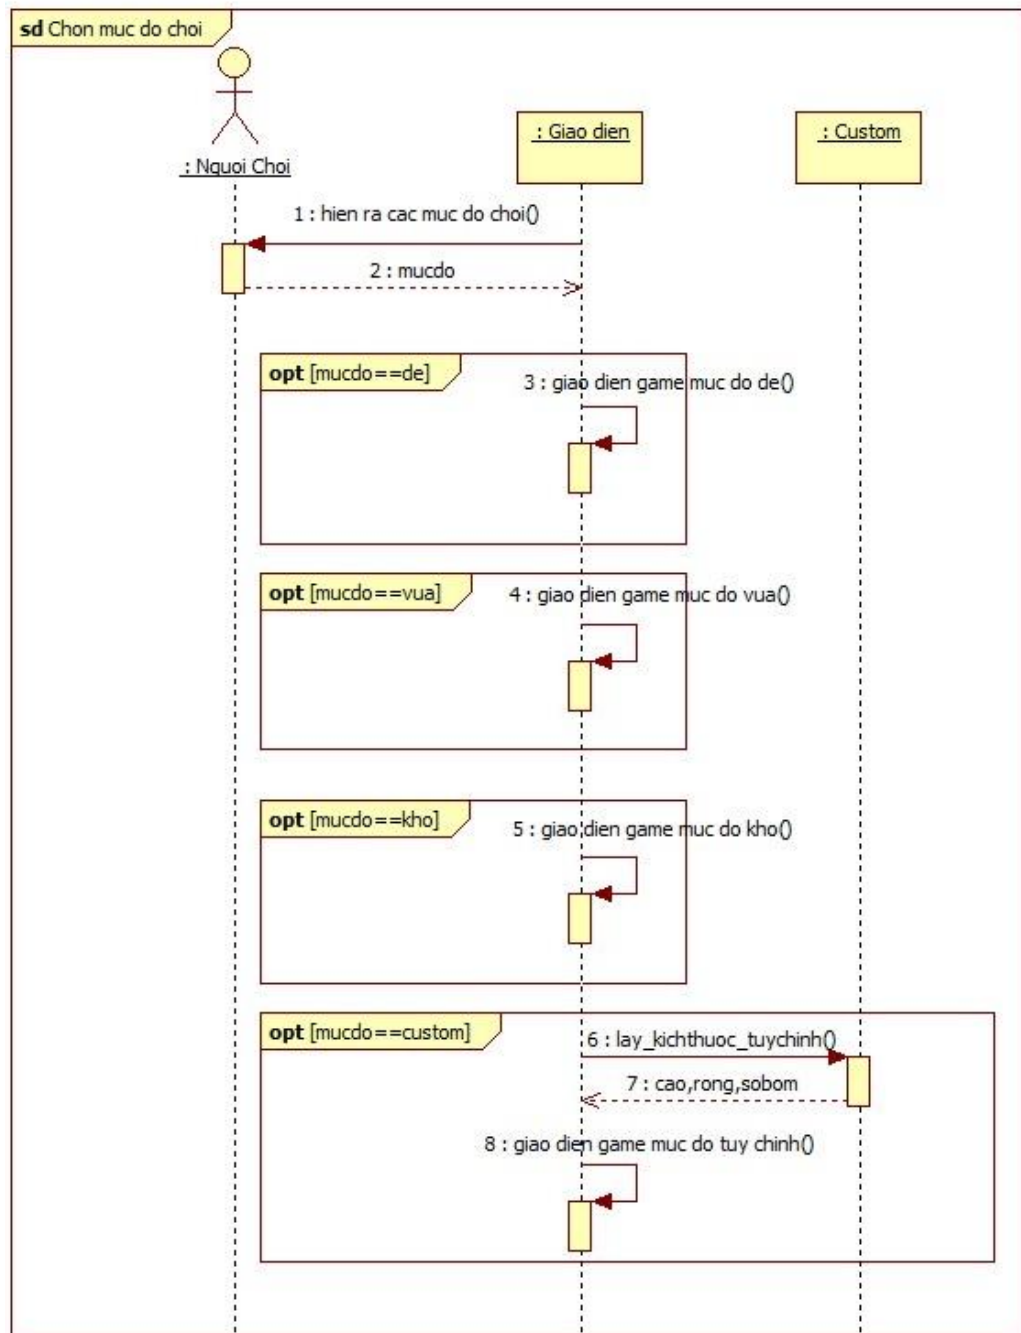 sd Chon muc do choi
: Nguoi Choi
: Giao dien
: Custom
1 : hien ra cac muc do choi()
2 : mucdo
opt [mucdo==de]
3 : giao dien game muc do de()
opt [mucdo==vua]
4 : giao dien game muc do vua()
opt [mucdo==kho]
5 : giao dien game muc do kho()
opt [mucdo==custom]
6 : lay_kichthuoc_tuychinh()
7 : cao,rong,sobom
8 : giao dien game muc do tuy chinh()